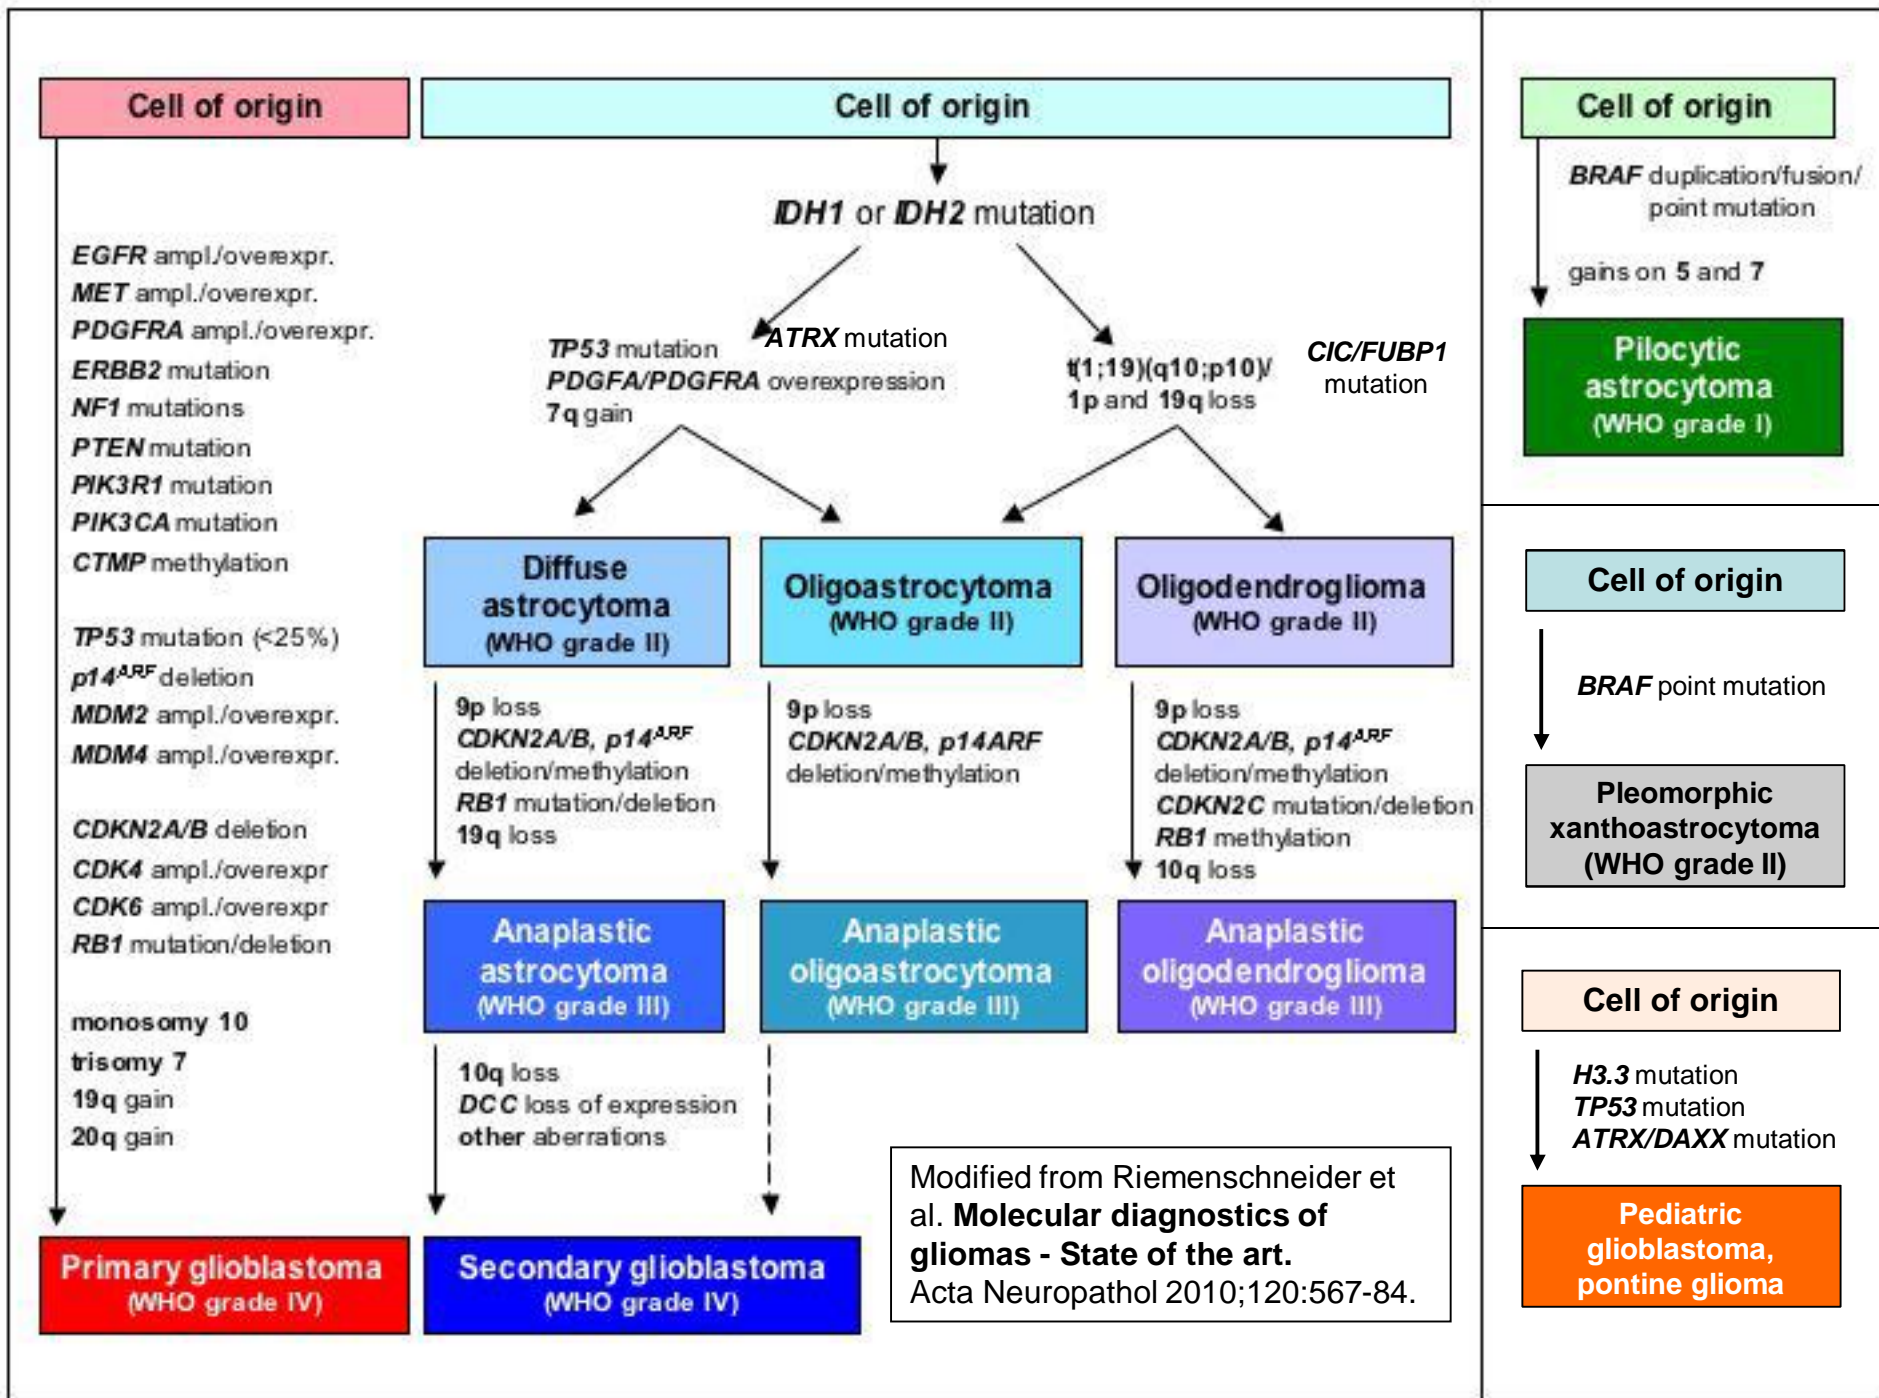 Cell of origin
EGFR ampl./overexpr.
MET ampl./overexpr.
PDGFRA ampl./overexpr.
ERBB2 mutation
NF1 mutations
PTEN mutation
PIK3R1 mutation
PIK3CA mutation
CTMP methylation
TP53 mutation (<25%)
p14ARF deletion
MDM2 ampl./overexpr.
MDM4 ampl./overexpr.
CDKN2A/B deletion
CDK4 ampl./overexpr
CDK6 ampl./overexpr
RB1 mutation/deletion
monosomy 10
trisomy 7
19q gain
20q gain
Primary glioblastoma
(WHO grade IV)
Cell of origin
IDH1 or IDH2 mutation
ATRX mutation
TP53 mutation
PDGFA/PDGFRA overexpression
7q gain
t(1;19)(q10;p10)/
1p and 19q loss
CIC/FUBP1
mutation
Diffuse
astrocytoma
(WHO grade II)
Oligoastrocytoma
(WHO grade II)
Oligodendroglioma
(WHO grade II)
9p loss
CDKN2A/B, p14ARF
deletion/methylation
RB1 mutation/deletion
19q loss
9p loss
CDKN2A/B, p14ARF
deletion/methylation
9p loss
CDKN2A/B, p14ARF
deletion/methylation
CDKN2C mutation/deletion
RB1 methylation
10q loss
Anaplastic
astrocytoma
(WHO grade III)
Anaplastic
oligoastrocytoma
(WHO grade III)
Anaplastic
oligodendroglioma
(WHO grade III)
10q loss
DCC loss of expression
other aberrations
Secondary glioblastoma
(WHO grade IV)
Modified from Riemenschneider et
al. Molecular diagnostics of
gliomas - State of the art.
Acta Neuropathol 2010;120:567-84.
Cell of origin
BRAF duplication/fusion/
point mutation
gains on 5 and 7
Pilocytic
astrocytoma
(WHO grade I)
Cell of origin
BRAF point mutation
Pleomorphic
xanthoastrocytoma
(WHO grade II)
Cell of origin
H3.3 mutation
TP53 mutation
ATRX/DAXX mutation
Pediatric
glioblastoma,
pontine glioma